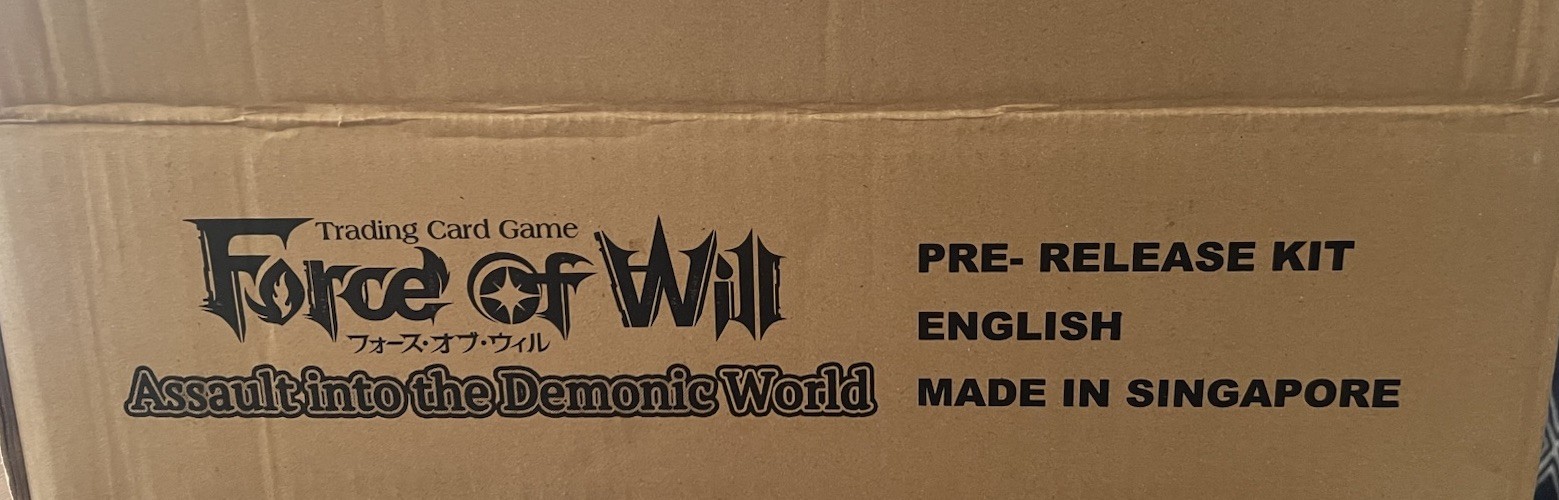 Trading Card Game
Force of Will
フォース・オブ・ウィル
Assault into the Demonic World
PRE- RELEASE KIT
ENGLISH
MADE IN SINGAPORE